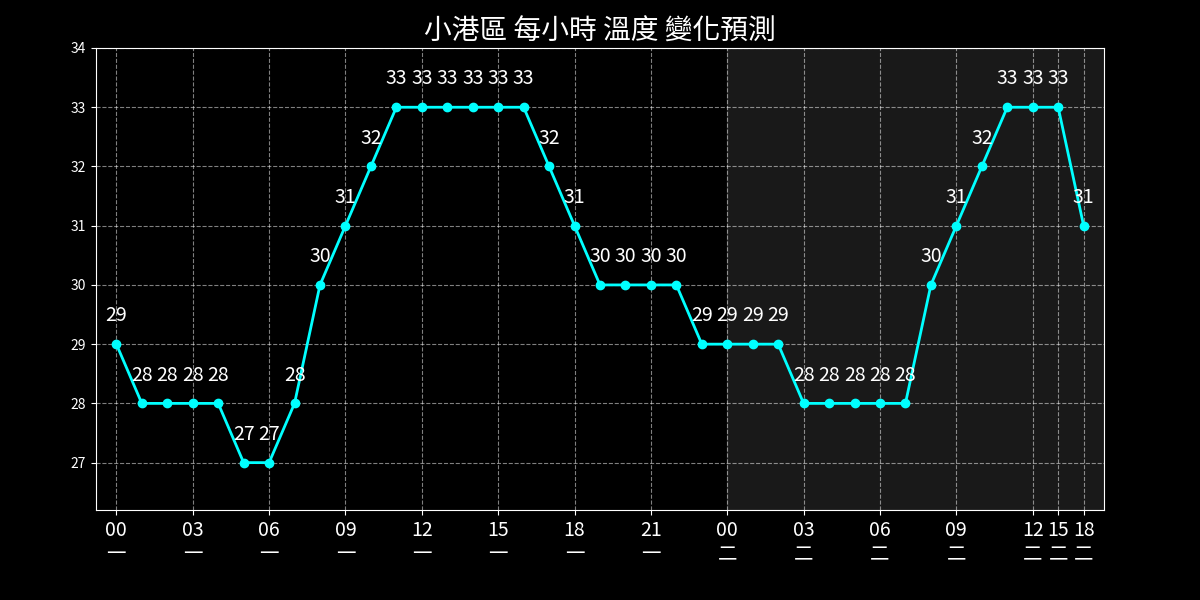 小港區 每小時 溫度 變化預測
34
33 33 33 33 33 33 33 33 33
33
32 32 32
32
31 31 31 31
31
30 30 30 30 30 30
30
29 29 29 29 29
29
28 28 28 28 28 28 28 28 28 28
28
27 27
27
00 03 06 09 12 15 18 21 00 03 06 09 12 15 18
一 一 一 一 一 一 一 一 二 二 二 二 二 二 二